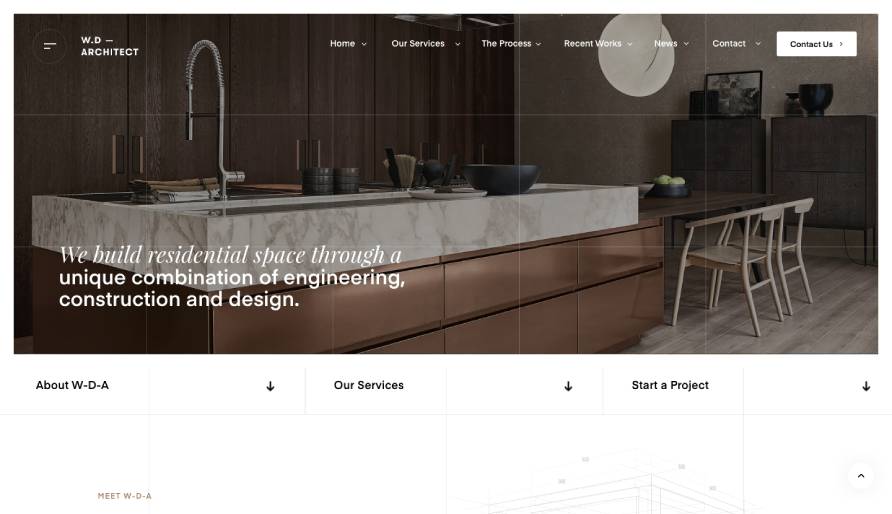 W.D —
ARCHITECT
Home
Our Services
The Process
Recent Works
News
Contact
Contact Us
We build residential space through a
unique combination of engineering,
construction and design.
About W-D-A
Our Services
Start a Project
MEET W-D-A